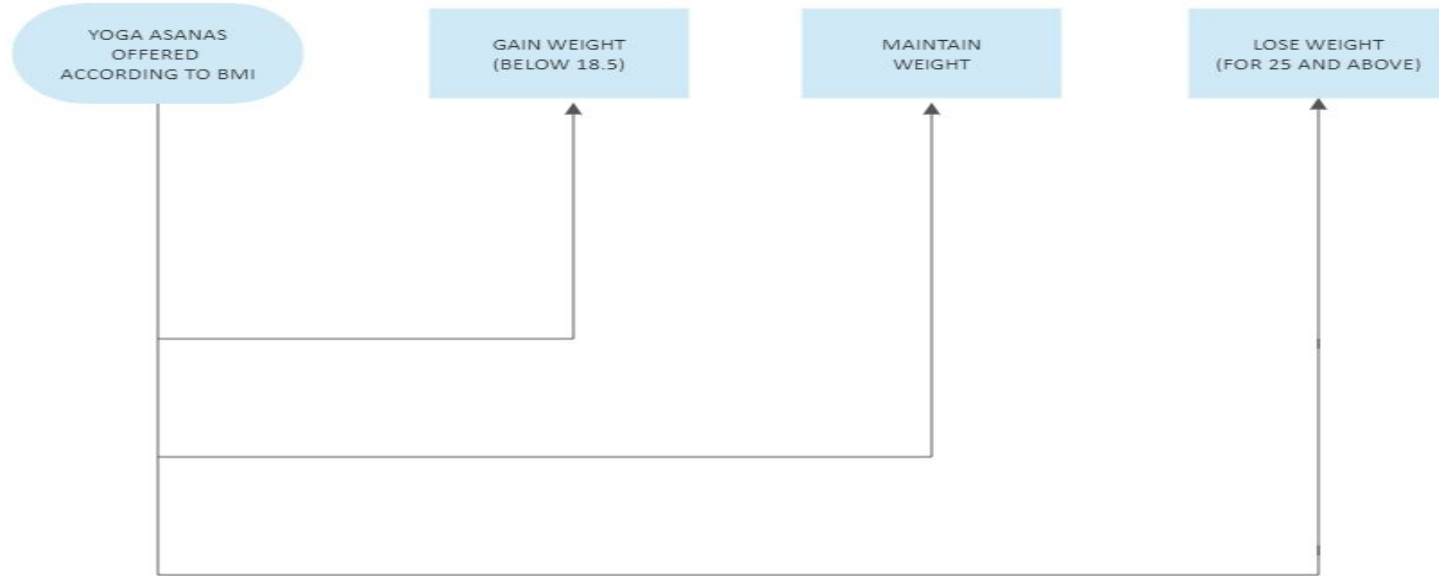 YOGA ASANAS
OFFERED
ACCORDING TO BMI
GAIN WEIGHT
(BELOW 18.5)
MAINTAIN
WEIGHT
LOSE WEIGHT
(FOR 25 AND ABOVE)